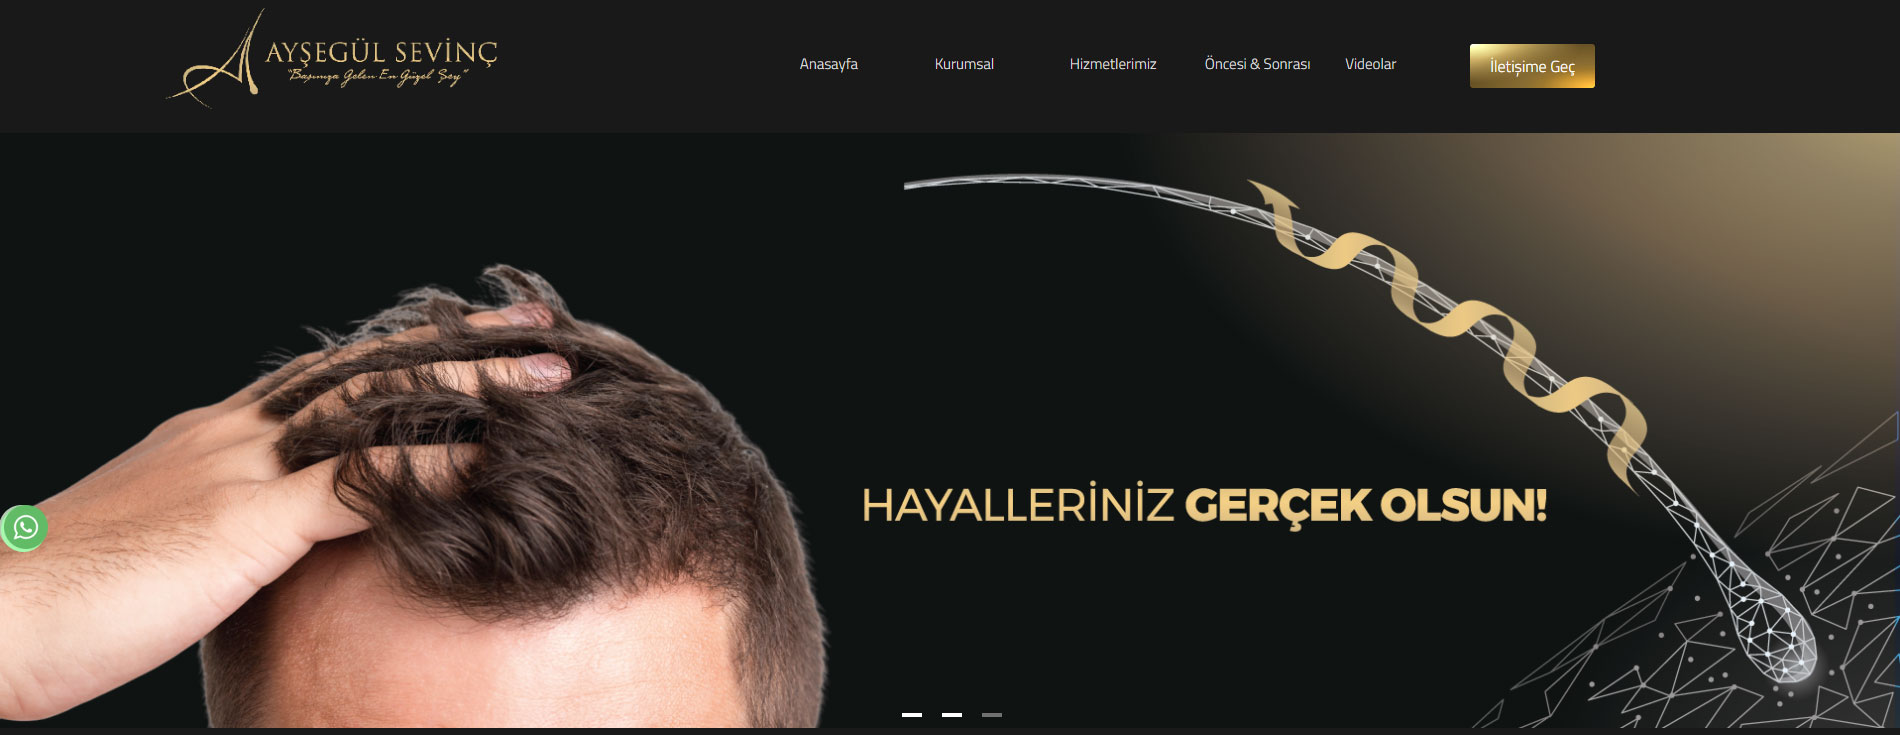 AYŞEGÜL SEVİNÇ
"Başınıza Gelen En Güzel Şey"
Anasayfa
Kurumsal
Hizmetlerimiz
Öncesi & Sonrası
Videolar
İletişime Geç
HAYALLERİNİZ GERÇEK OLSUN!